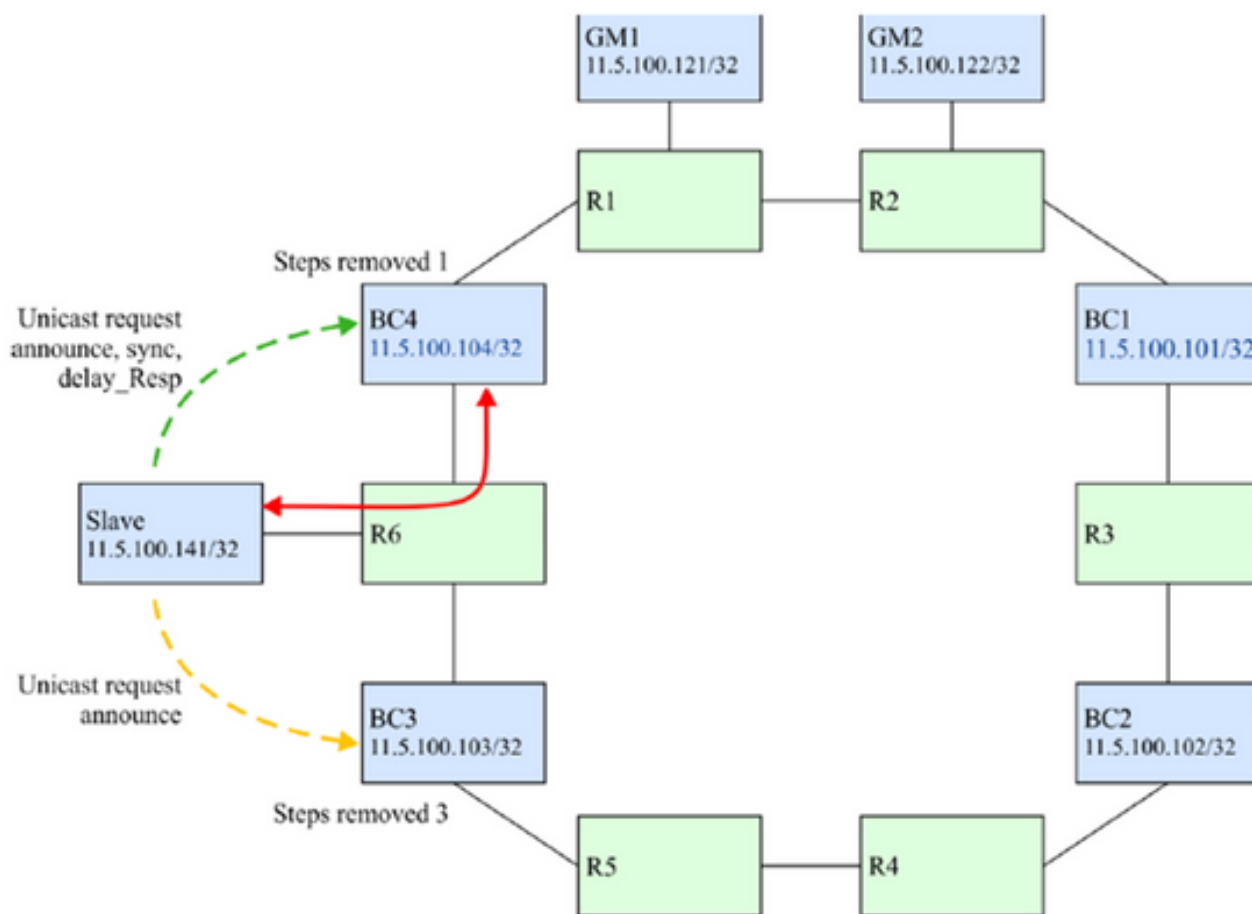 GM1
11.5.100.121/32
GM2
11.5.100.122/32
R1
R2
Steps removed 1
Unicast request
announce, sync,
delay_Resp
BC4
11.5.100.104/32
BC1
11.5.100.101/32
Slave
11.5.100.141/32
R6
R3
Unicast request
announce
BC3
11.5.100.103/32
BC2
11.5.100.102/32
Steps removed 3
R5
R4